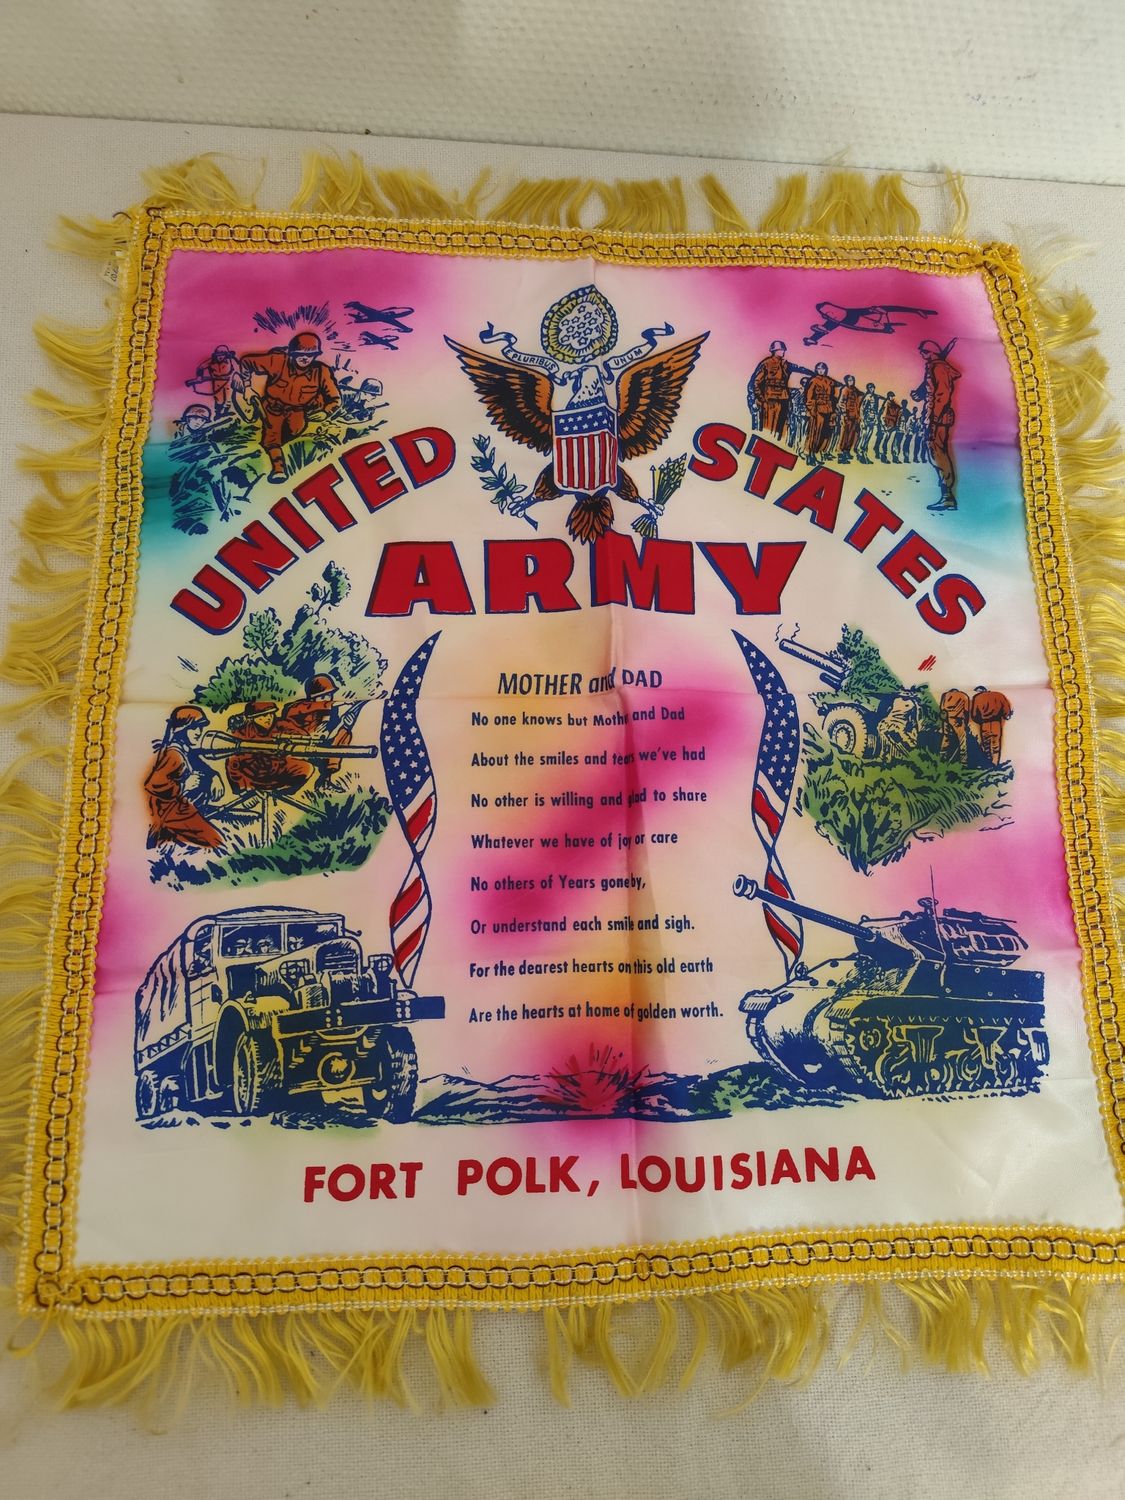 E PLURIBUS UNUM
UNITED STATES
ARMY
MOTHER and DAD
No one knows but Mother and Dad
About the smiles and tears we've had
No other is willing and glad to share
Whatever we have of joy or care
No others of Years gone by,
Or understand each smile and sigh.
For the dearest hearts on this old earth
Are the hearts at home of golden worth.
FORT POLK, LOUISIANA